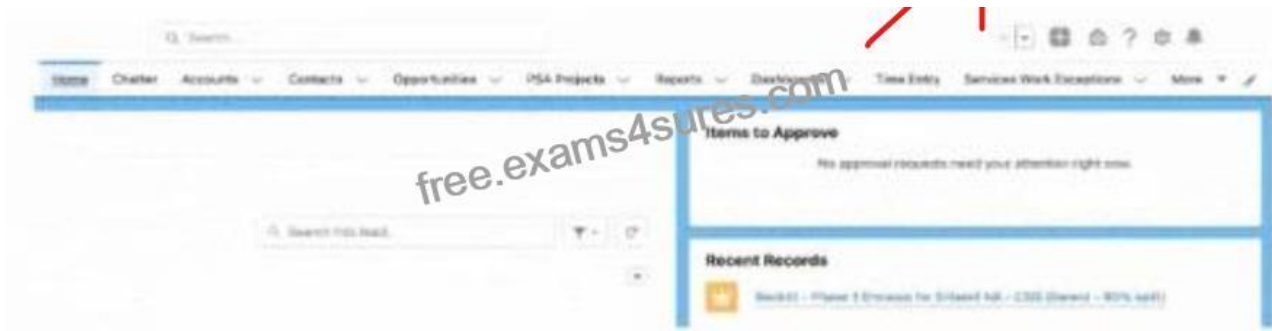 Search...
Home Chatter Accounts Contacts Opportunities PSA Projects Reports Dashboards Time Entry Services Work Exceptions More
free.exams4sures.com
Items to Approve
No approval requests need your attention right now.
Search this feed...
Recent Records